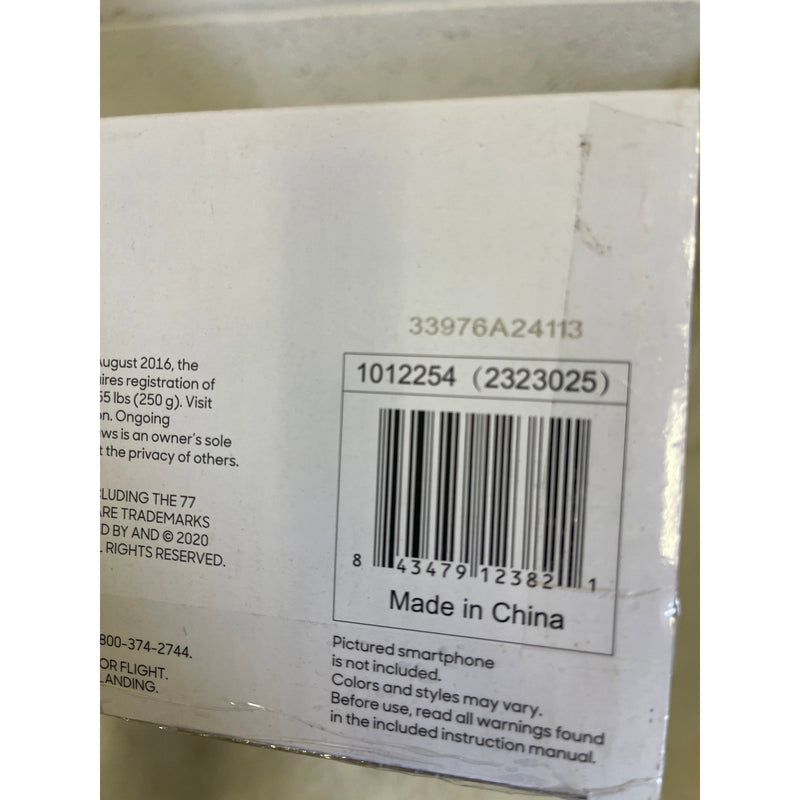 August 2016, the
ires registration of
55 lbs (250 g). Visit
on. Ongoing
ws is an owner's sole
t the privacy of others.
LUDING THE 77
ARE TRADEMARKS
D BY AND © 2020
RIGHTS RESERVED.
800-374-2744.
OR FLIGHT.
LANDING.
33976A24113
1012254 (2323025)
8 43479 12382 1
Made in China
Pictured smartphone
is not included.
Colors and styles may vary.
Before use, read all warnings found
in the included instruction manual.